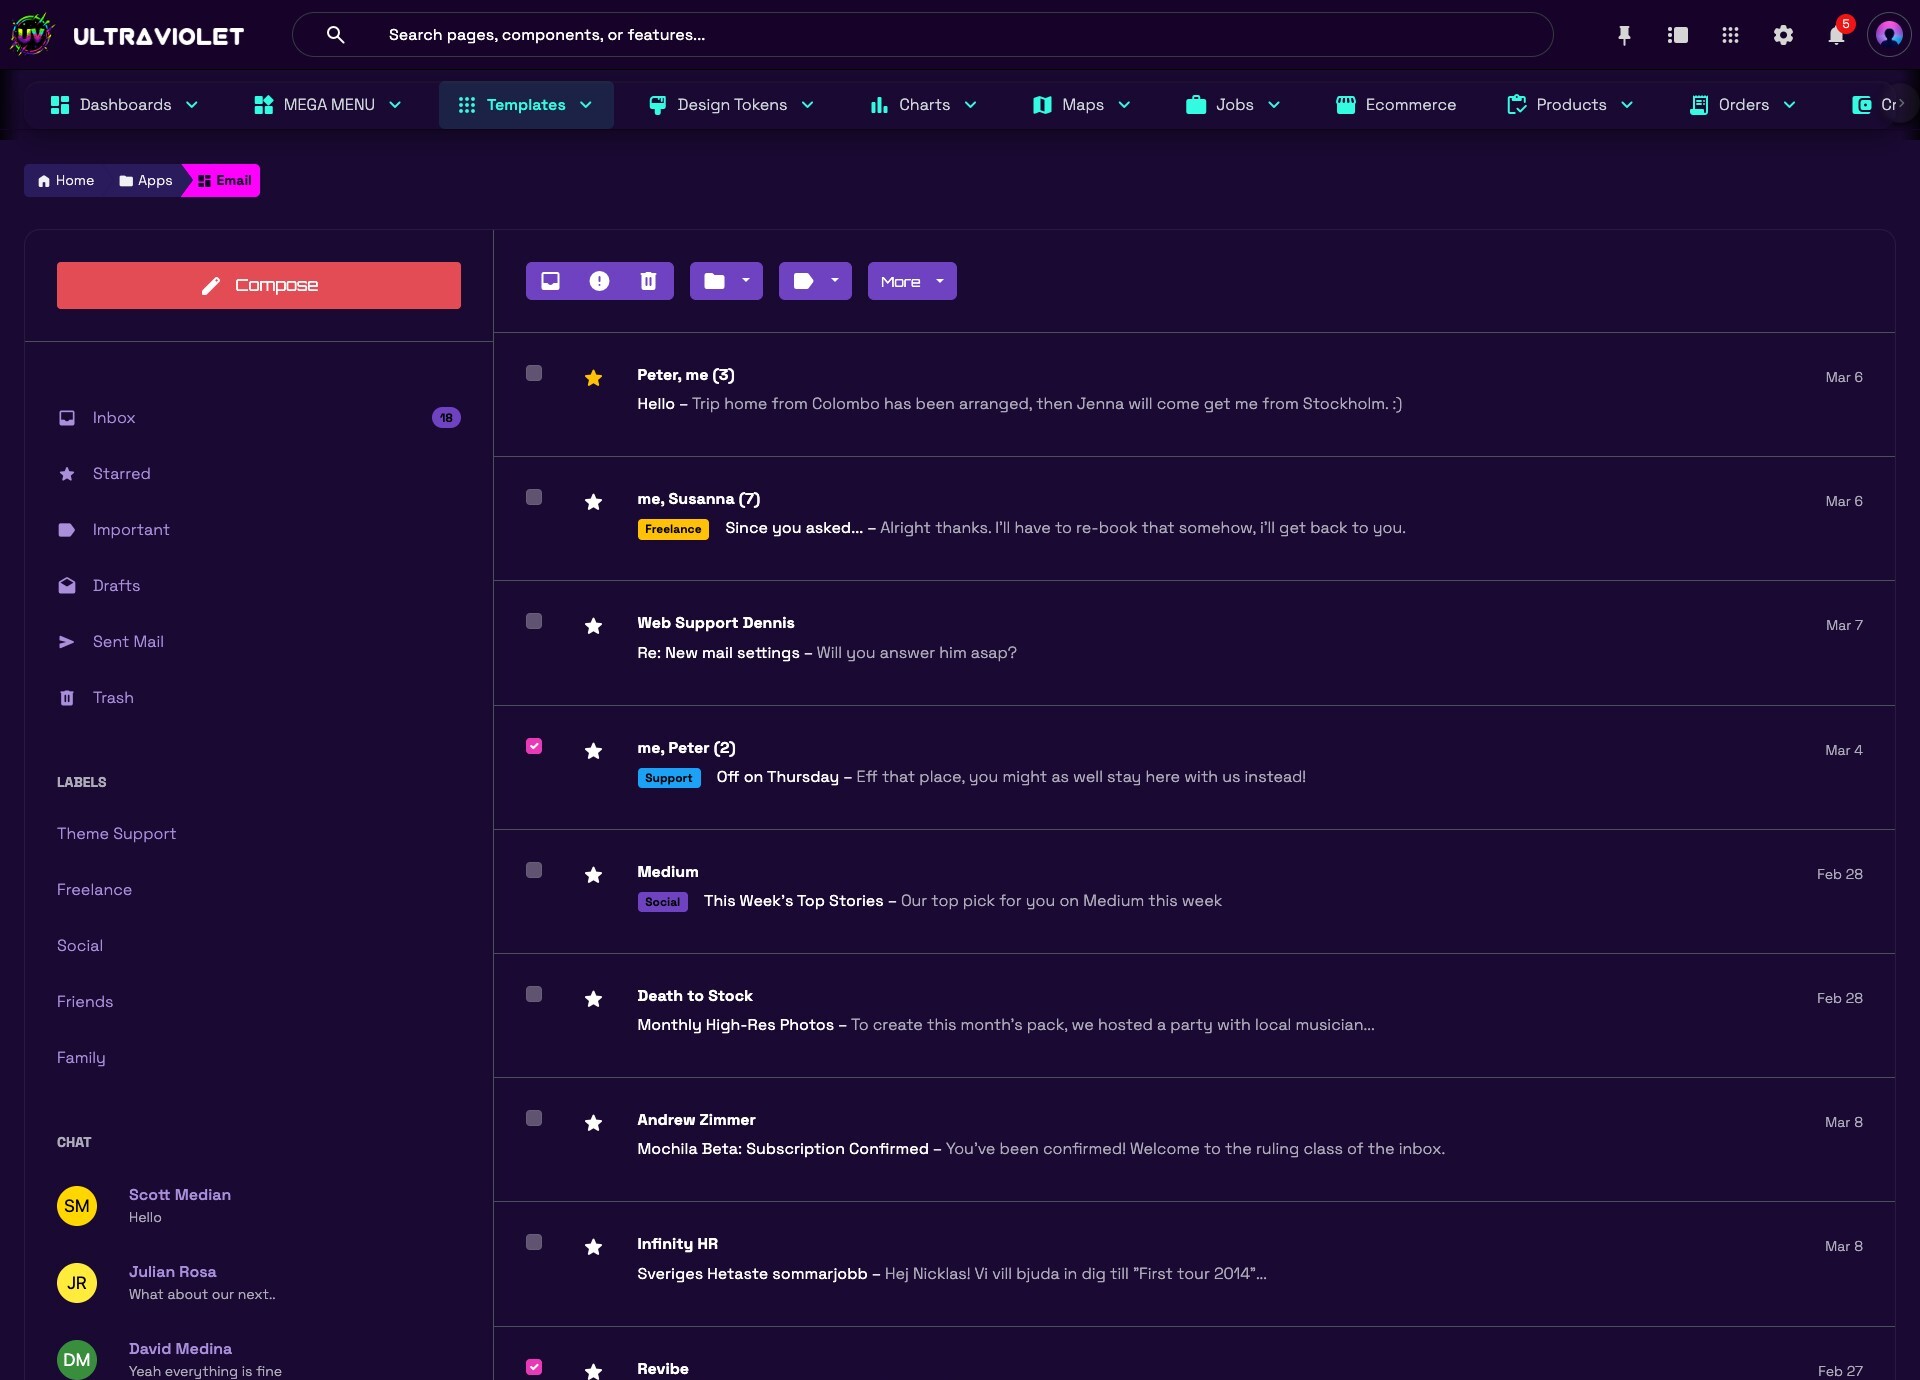 UV ULTRAVIOLET
Search pages, components, or features...
5
Dashboards MEGA MENU Templates Design Tokens Charts Maps Jobs Ecommerce Products Orders
Home Apps Email
Compose
More
Inbox 18
Starred
Important
Drafts
Sent Mail
Trash
LABELS
Theme Support
Freelance
Social
Friends
Family
CHAT
SM Scott Median
Hello
JR Julian Rosa
What about our next..
DM David Medina
Yeah everything is fine
Peter, me (3) Mar 6
Hello – Trip home from Colombo has been arranged, then Jenna will come get me from Stockholm. :)
me, Susanna (7) Mar 6
Freelance Since you asked... – Alright thanks. I'll have to re-book that somehow, i'll get back to you.
Web Support Dennis Mar 7
Re: New mail settings – Will you answer him asap?
me, Peter (2) Mar 4
Support Off on Thursday – Eff that place, you might as well stay here with us instead!
Medium Feb 28
Social This Week's Top Stories – Our top pick for you on Medium this week
Death to Stock Feb 28
Monthly High-Res Photos – To create this month's pack, we hosted a party with local musician...
Andrew Zimmer Mar 8
Mochila Beta: Subscription Confirmed – You've been confirmed! Welcome to the ruling class of the inbox.
Infinity HR Mar 8
Sveriges Hetaste sommarjobb – Hej Nicklas! Vi vill bjuda in dig till "First tour 2014"...
Revibe Feb 27